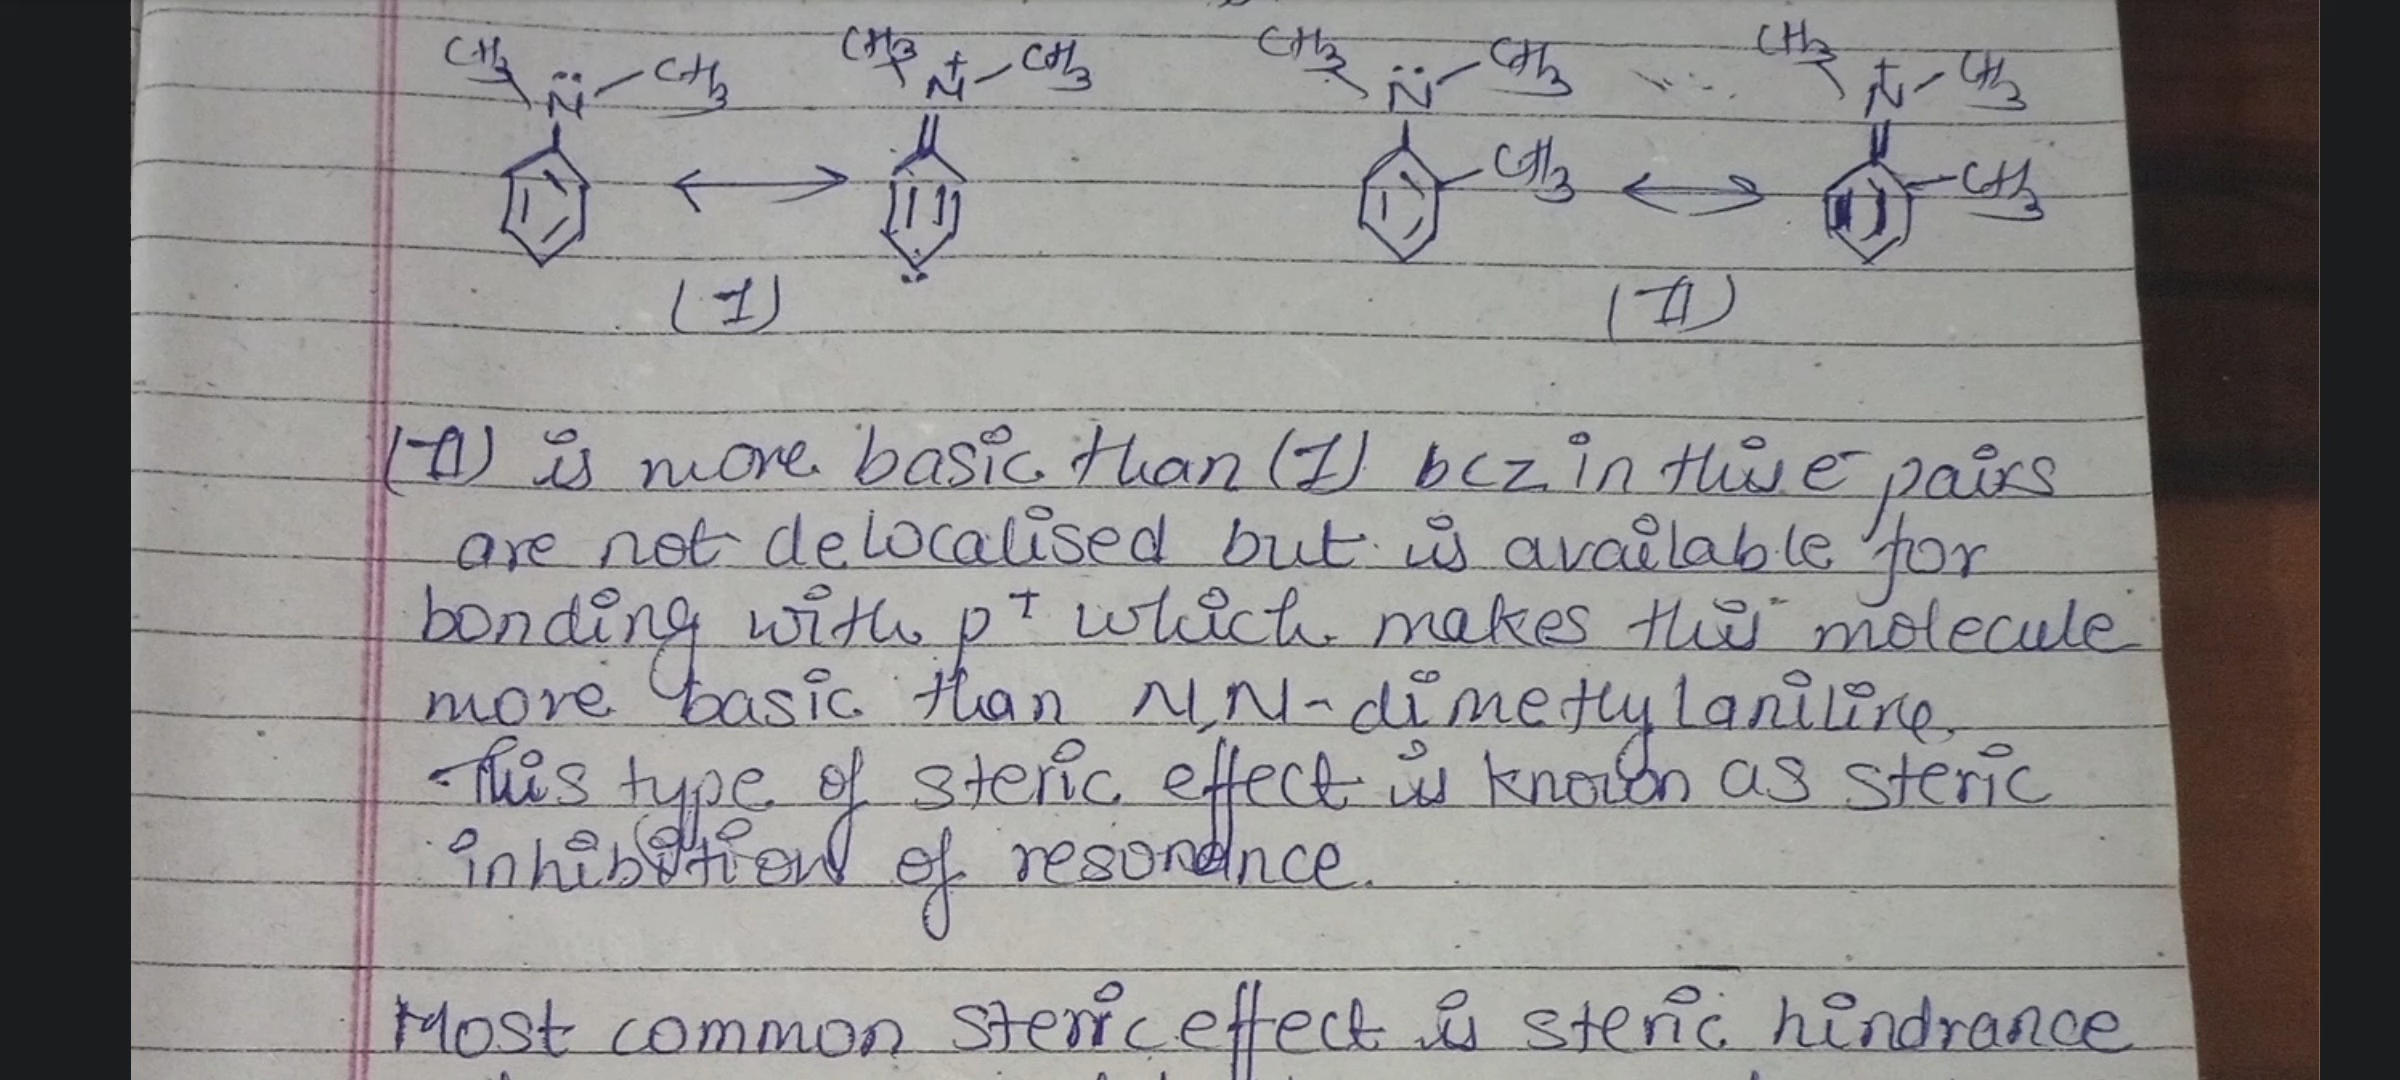 CH3 N̈ CH3 CH3 N+ CH3 CH3 N̈ CH3 CH3 N+ CH3
CH3 CH3
(I) (II)
(II) is more basic than (I) bcz in this e- pairs
are not delocalised but is available for
bonding with p+ which makes this molecule
more basic than N,N-dimethylaniline
This type of steric effect is known as steric
inhibition of resonance.
Most common steric effect is steric hindrance